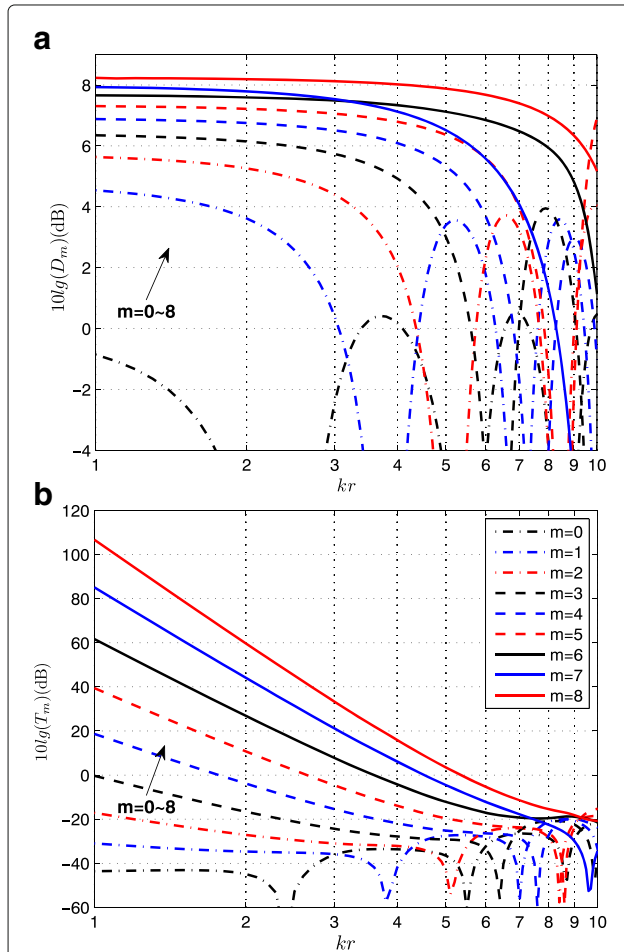 a
8
6
4
2
0
-2
-4
10lg(D_m)(dB)
m=0~8
1 2 3 4 5 6 7 8 9 10
kr
b
120
100
80
60
40
20
0
-20
-40
-60
10lg(T_m)(dB)
m=0~8
m=0
m=1
m=2
m=3
m=4
m=5
m=6
m=7
m=8
1 2 3 4 5 6 7 8 9 10
kr